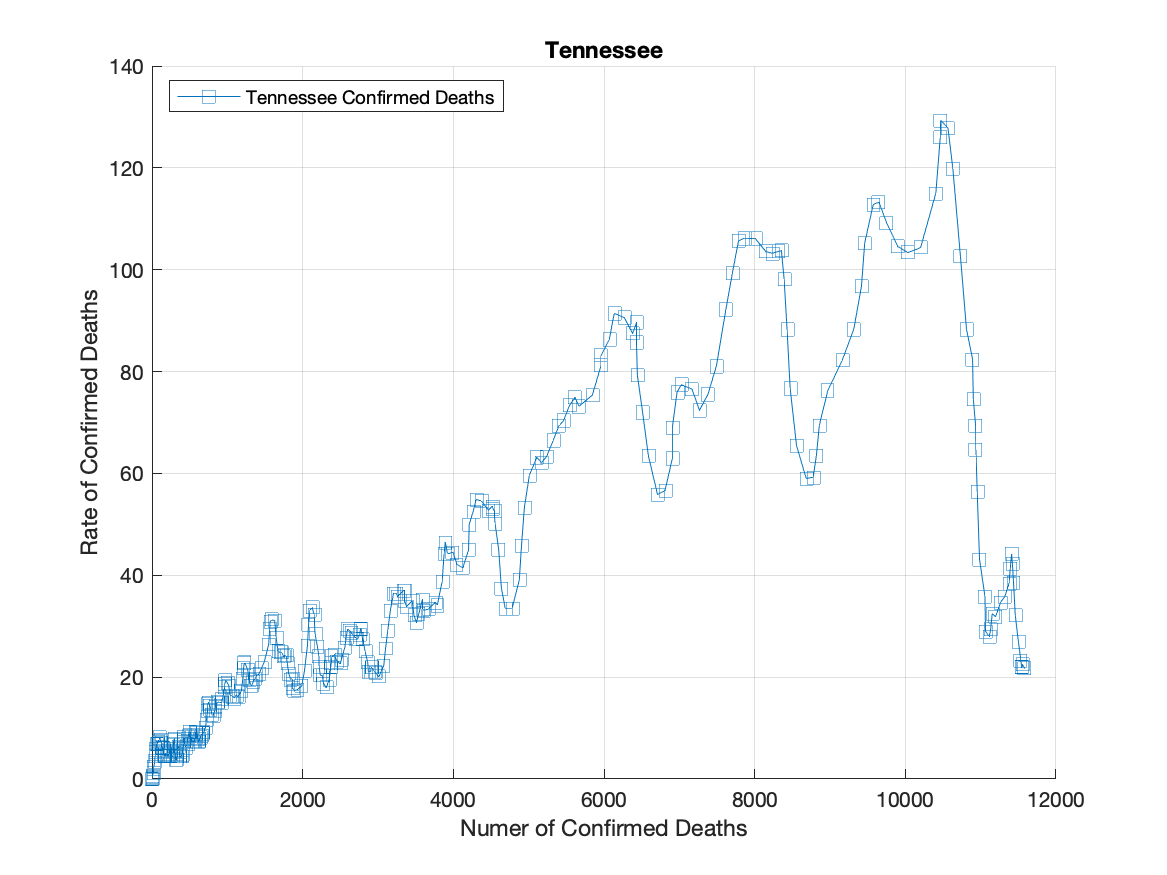 Tennessee
Tennessee Confirmed Deaths
140
120
100
80
60
40
20
0
Rate of Confirmed Deaths
0 2000 4000 6000 8000 10000 12000
Numer of Confirmed Deaths